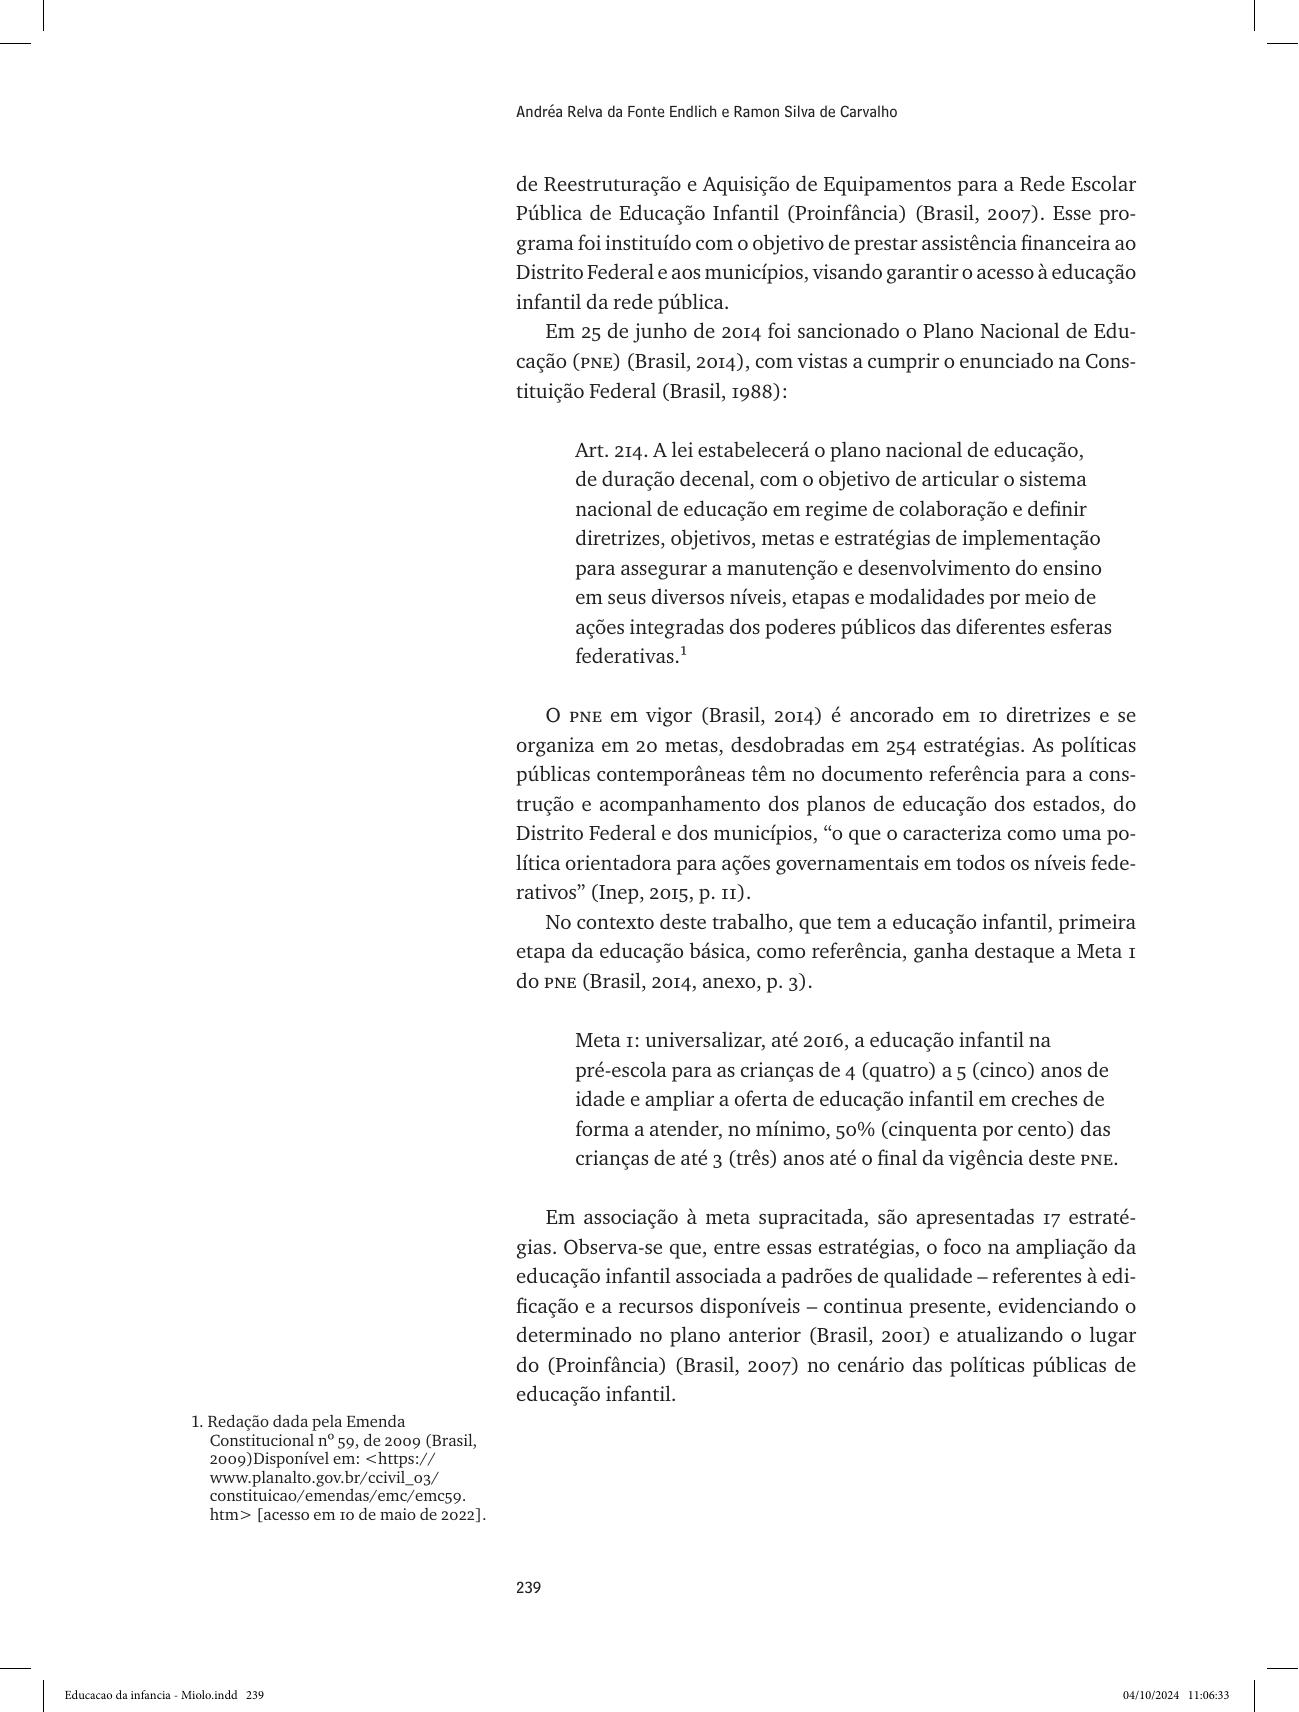 Andréa Relva da Fonte Endlich e Ramon Silva de Carvalho
de Reestruturação e Aquisição de Equipamentos para a Rede Escolar
Pública de Educação Infantil (Proinfância) (Brasil, 2007). Esse pro-
grama foi instituído com o objetivo de prestar assistência financeira ao
Distrito Federal e aos municípios, visando garantir o acesso à educação
infantil da rede pública.
Em 25 de junho de 2014 foi sancionado o Plano Nacional de Edu-
cação (PNE) (Brasil, 2014), com vistas a cumprir o enunciado na Cons-
tituição Federal (Brasil, 1988):
Art. 214. A lei estabelecerá o plano nacional de educação,
de duração decenal, com o objetivo de articular o sistema
nacional de educação em regime de colaboração e definir
diretrizes, objetivos, metas e estratégias de implementação
para assegurar a manutenção e desenvolvimento do ensino
em seus diversos níveis, etapas e modalidades por meio de
ações integradas dos poderes públicos das diferentes esferas
federativas.1
O PNE em vigor (Brasil, 2014) é ancorado em 10 diretrizes e se
organiza em 20 metas, desdobradas em 254 estratégias. As políticas
públicas contemporâneas têm no documento referência para a cons-
trução e acompanhamento dos planos de educação dos estados, do
Distrito Federal e dos municípios, “o que o caracteriza como uma po-
lítica orientadora para ações governamentais em todos os níveis fede-
rativos” (Inep, 2015, p. 11).
No contexto deste trabalho, que tem a educação infantil, primeira
etapa da educação básica, como referência, ganha destaque a Meta 1
do PNE (Brasil, 2014, anexo, p. 3).
Meta 1: universalizar, até 2016, a educação infantil na
pré-escola para as crianças de 4 (quatro) a 5 (cinco) anos de
idade e ampliar a oferta de educação infantil em creches de
forma a atender, no mínimo, 50% (cinquenta por cento) das
crianças de até 3 (três) anos até o final da vigência deste PNE.
Em associação à meta supracitada, são apresentadas 17 estraté-
gias. Observa-se que, entre essas estratégias, o foco na ampliação da
educação infantil associada a padrões de qualidade – referentes à edi-
ficação e a recursos disponíveis – continua presente, evidenciando o
determinado no plano anterior (Brasil, 2001) e atualizando o lugar
do (Proinfância) (Brasil, 2007) no cenário das políticas públicas de
educação infantil.
1. Redação dada pela Emenda
Constitucional nº 59, de 2009 (Brasil,
2009)Disponível em: <https://
www.planalto.gov.br/ccivil_03/
constituicao/emendas/emc/emc59.
htm> [acesso em 10 de maio de 2022].
239
Educacao da infancia - Miolo.indd 239
04/10/2024 11:06:33